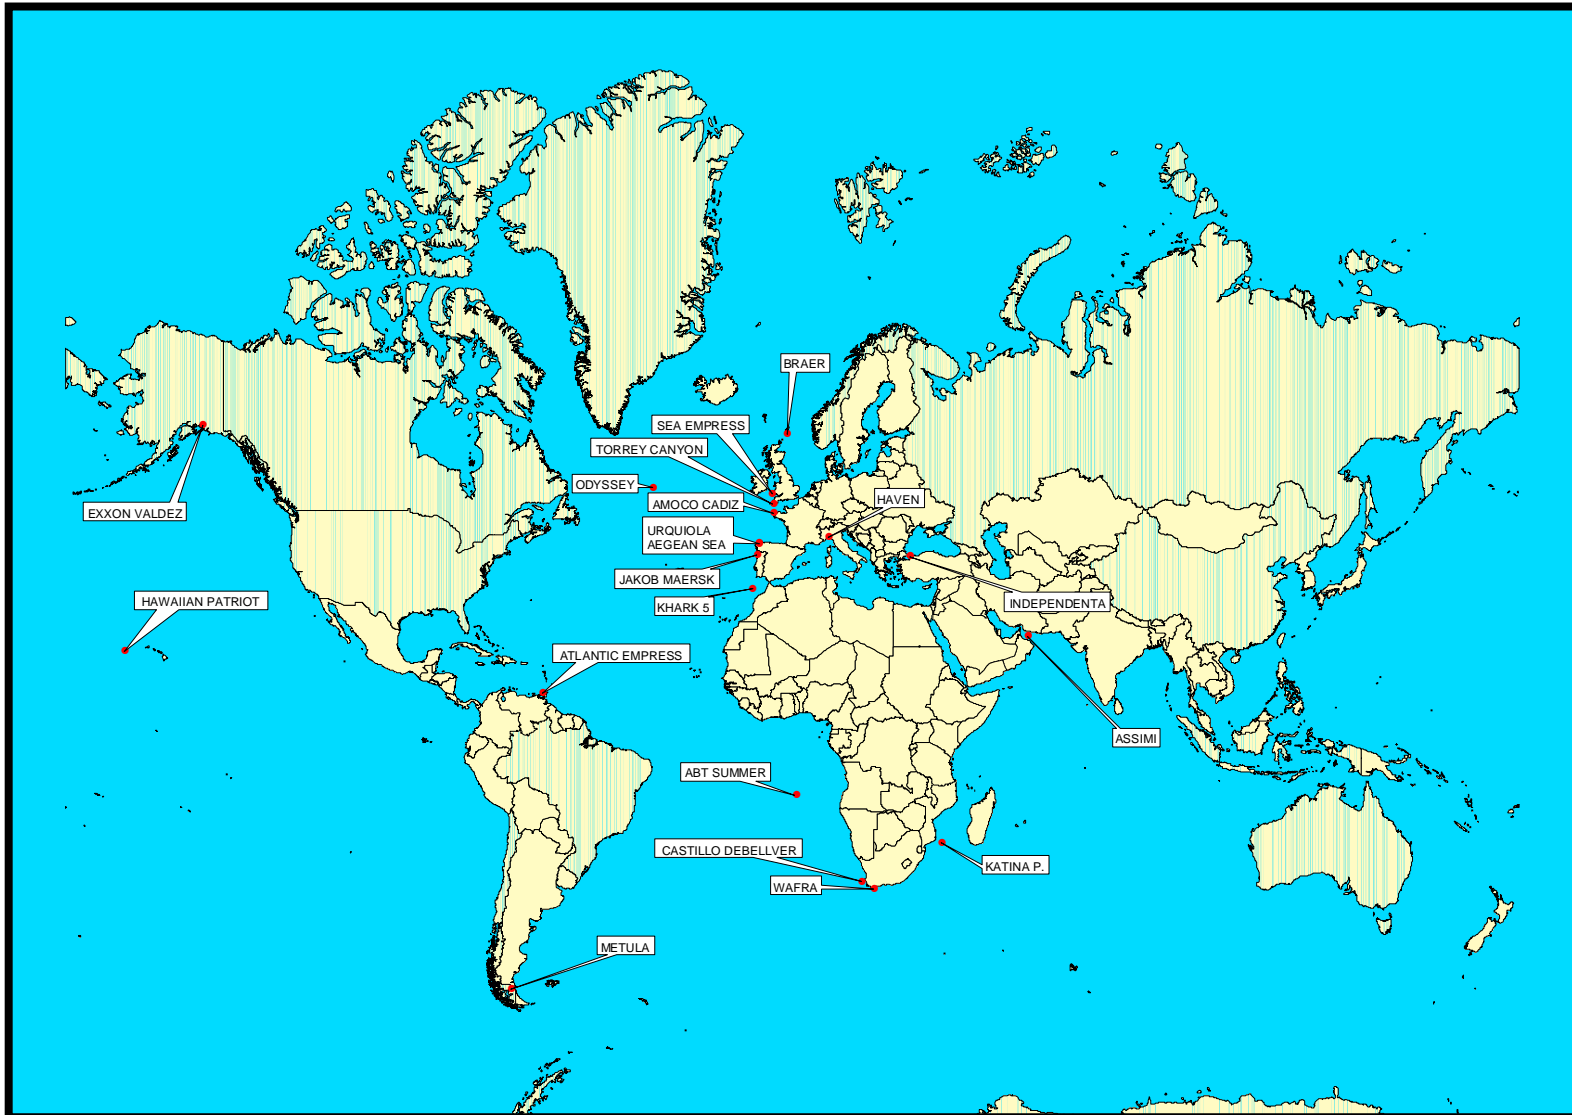 BRAER
SEA EMPRESS
TORREY CANYON
ODYSSEY
AMOCO CADIZ
HAVEN
EXXON VALDEZ
URQUIOLA
AEGEAN SEA
JAKOB MAERSK
KHARK 5
INDEPENDENTA
HAWAIIAN PATRIOT
ATLANTIC EMPRESS
ASSIMI
ABT SUMMER
CASTILLO DEBELLVER
KATINA P.
WAFRA
METULA